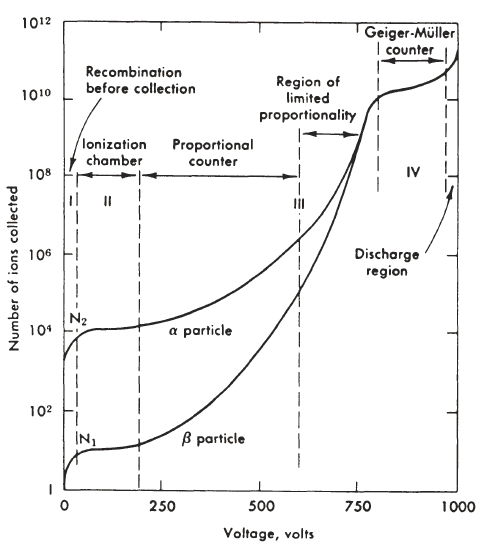 10¹²
10¹⁰
10⁸
10⁶
10⁴
10²
1
Number of ions collected
Recombination
before collection
Ionization
chamber
Proportional
counter
Region of
limited
proportionality
Geiger-Müller
counter
I
II
III
IV
Discharge
region
N₂
α particle
N₁
β particle
0
250
500
750
1000
Voltage, volts